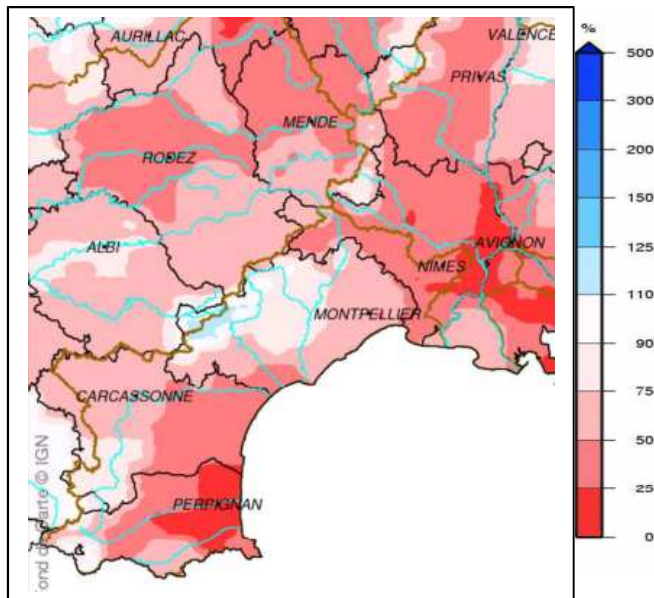 %
AURILLAC
VALENCE
500
PRIVAS
300
MENDE
200
RODEZ
150
ALBI
AVIGNON
125
NIMES
110
MONTPELLIER
90
CARCASSONNE
75
50
PERPIGNAN
25
0
ond de carte © IGN